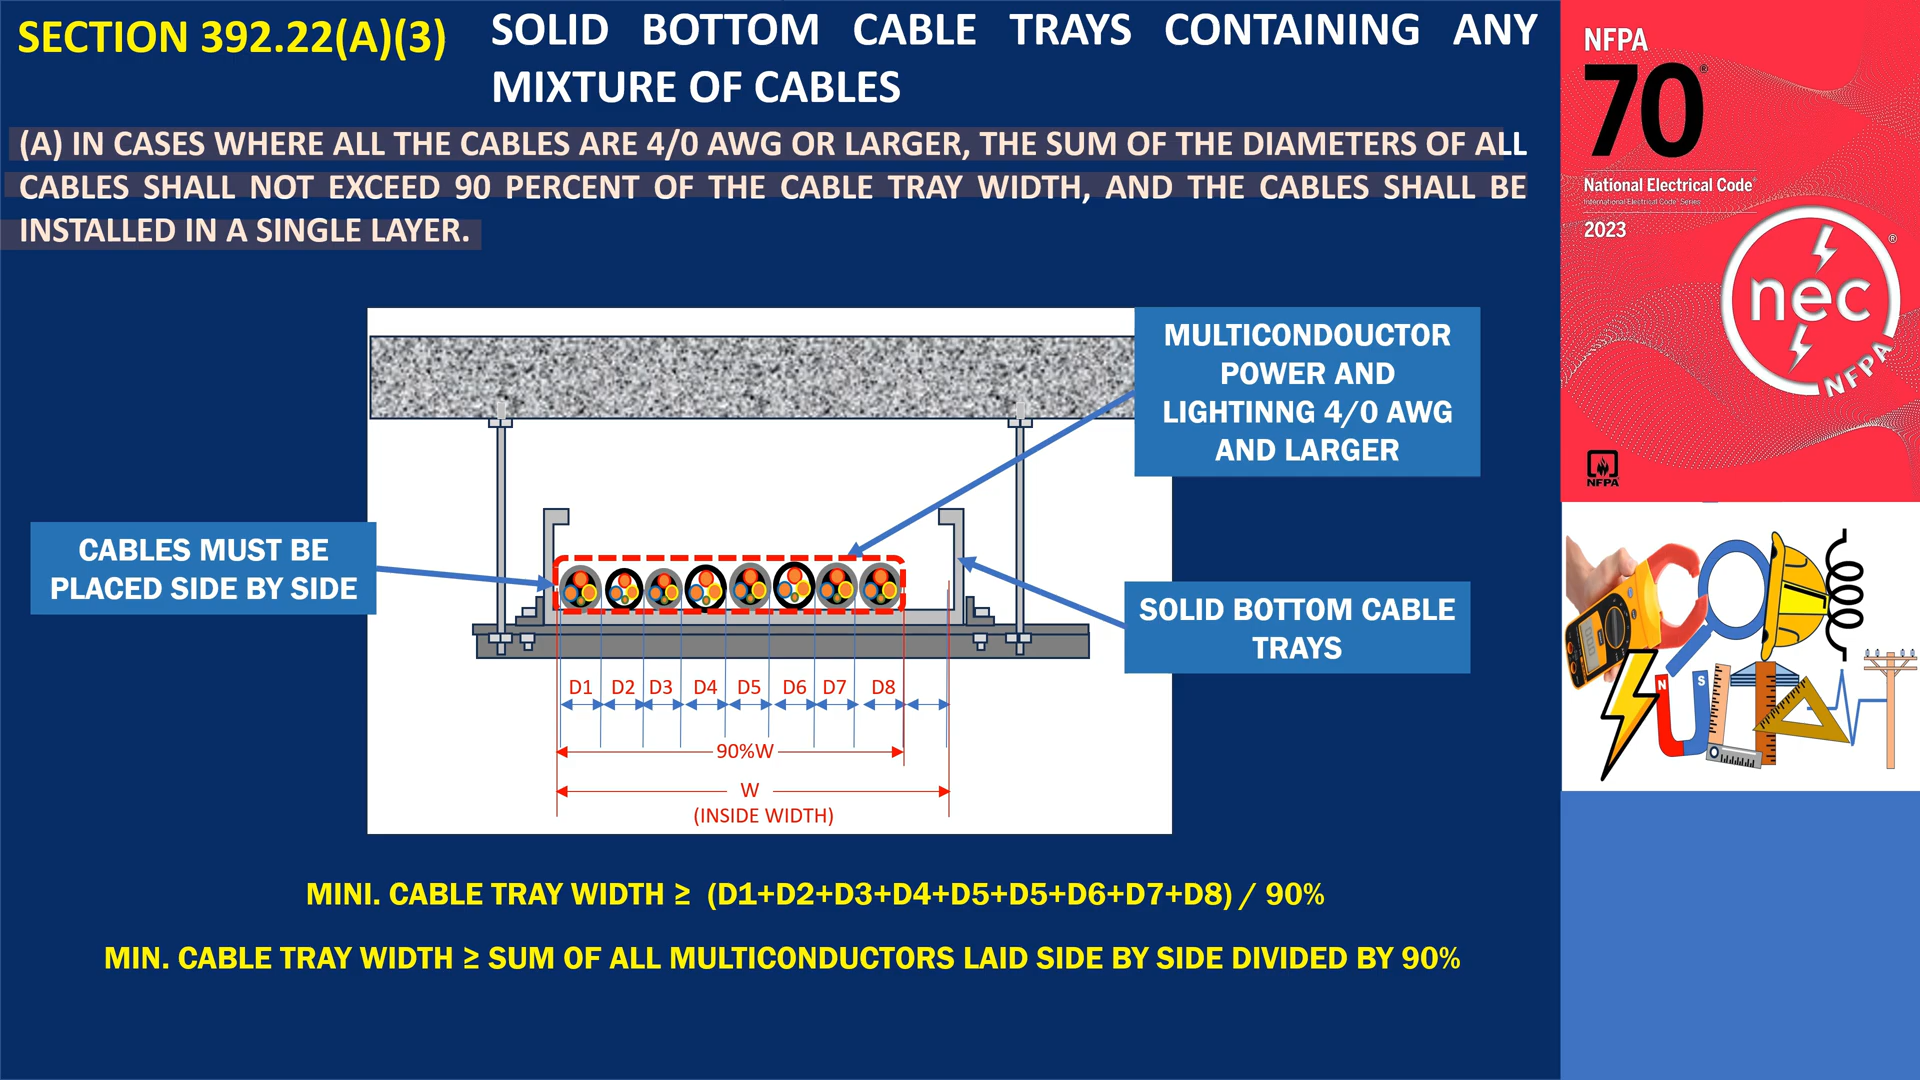 SECTION 392.22(A)(3)
SOLID BOTTOM CABLE TRAYS CONTAINING ANY
MIXTURE OF CABLES
(A) IN CASES WHERE ALL THE CABLES ARE 4/0 AWG OR LARGER, THE SUM OF THE DIAMETERS OF ALL
CABLES SHALL NOT EXCEED 90 PERCENT OF THE CABLE TRAY WIDTH, AND THE CABLES SHALL BE
INSTALLED IN A SINGLE LAYER.
MULTICONDOUCTOR
POWER AND
LIGHTINNG 4/0 AWG
AND LARGER
CABLES MUST BE
PLACED SIDE BY SIDE
SOLID BOTTOM CABLE
TRAYS
D1 D2 D3 D4 D5 D6 D7 D8
90%W
W
(INSIDE WIDTH)
MINI. CABLE TRAY WIDTH ≥ (D1+D2+D3+D4+D5+D5+D6+D7+D8) / 90%
MIN. CABLE TRAY WIDTH ≥ SUM OF ALL MULTICONDUCTORS LAID SIDE BY SIDE DIVIDED BY 90%
NFPA
70®
National Electrical Code®
International Electrical Code® Series
2023
nec®
NFPA
NFPA
N S